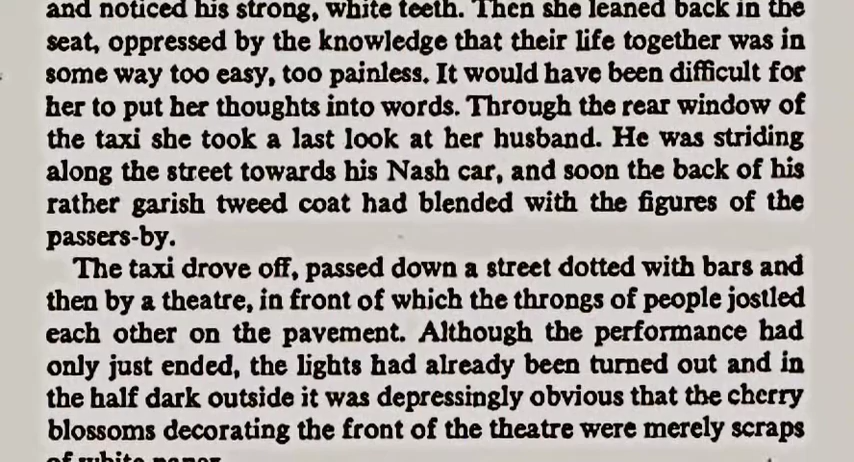 and noticed his strong, white teeth. Then she leaned back in the
seat, oppressed by the knowledge that their life together was in
some way too easy, too painless. It would have been difficult for
her to put her thoughts into words. Through the rear window of
the taxi she took a last look at her husband. He was striding
along the street towards his Nash car, and soon the back of his
rather garish tweed coat had blended with the figures of the
passers-by.
The taxi drove off, passed down a street dotted with bars and
then by a theatre, in front of which the throngs of people jostled
each other on the pavement. Although the performance had
only just ended, the lights had already been turned out and in
the half dark outside it was depressingly obvious that the cherry
blossoms decorating the front of the theatre were merely scraps
of white paper.